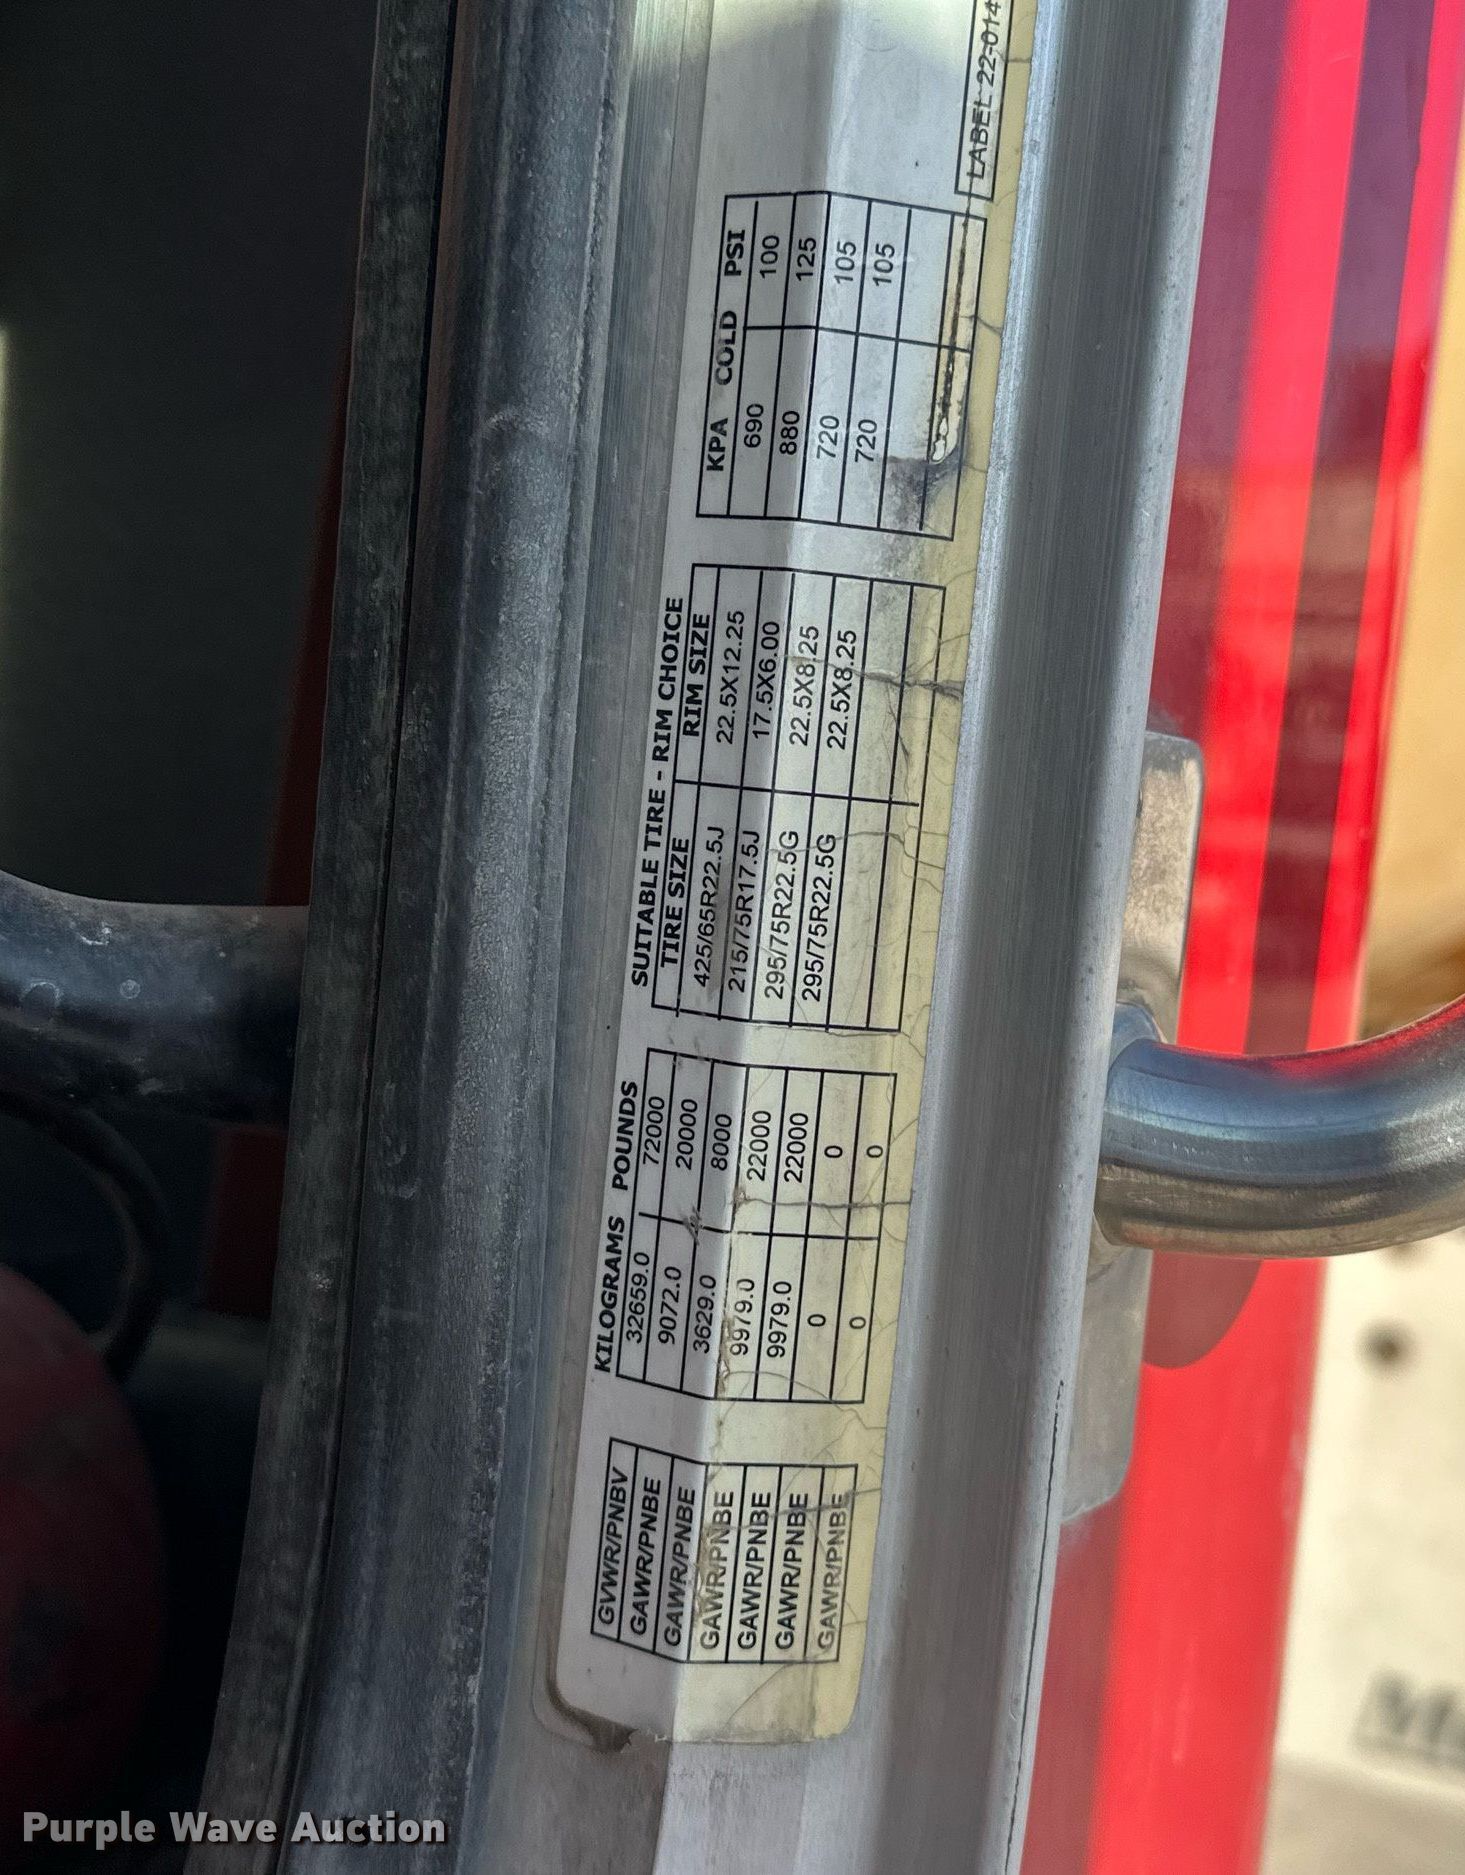 SUITABLE TIRE - RIM CHOICE
KILOGRAMS POUNDS TIRE SIZE RIM SIZE KPA COLD PSI
GVWR/PNBV 32659.0 72000
GAWR/PNBE 9072.0 20000 425/65R22.5J 22.5X12.25 690 100
GAWR/PNBE 3629.0 8000 215/75R17.5J 17.5X6.00 880 125
GAWR/PNBE 9979.0 22000 295/75R22.5G 22.5X8.25 720 105
GAWR/PNBE 9979.0 22000 295/75R22.5G 22.5X8.25 720 105
GAWR/PNBE 0 0
GAWR/PNBE 0 0
LABEL 22-014
Purple Wave Auction